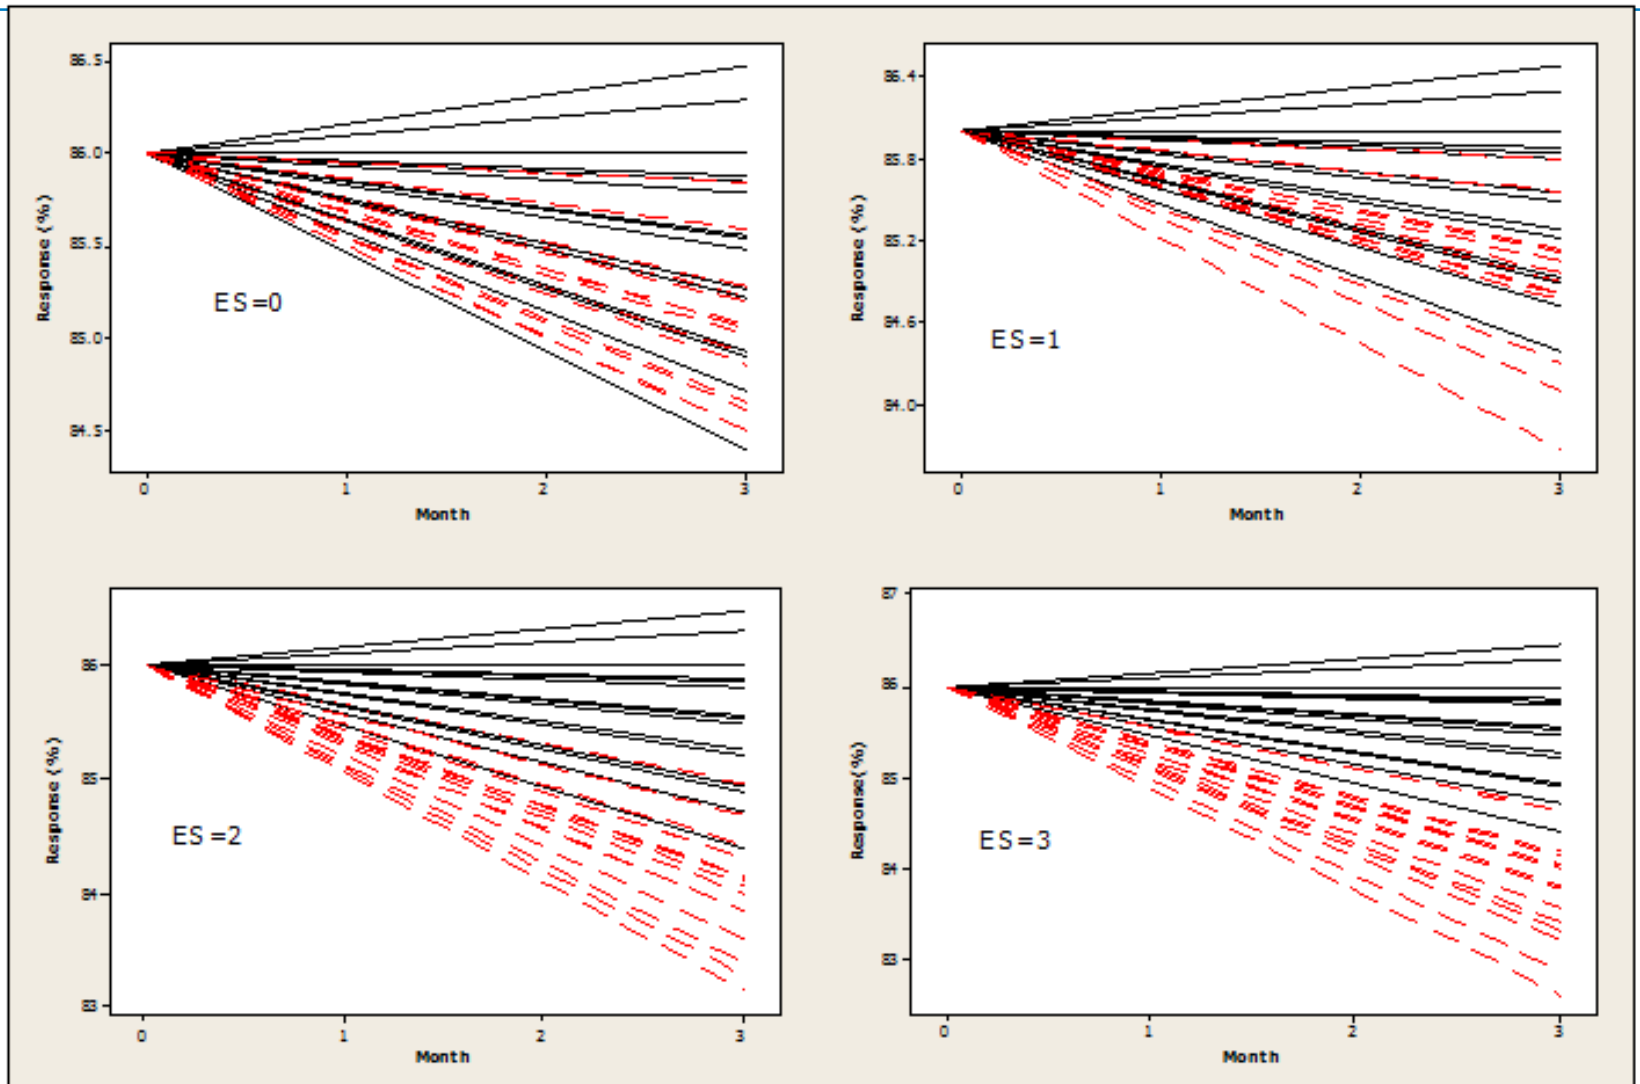 86.5
86.0
85.5
85.0
84.5
Response (%)
ES=0
0 1 2 3
Month
86.4
85.8
85.2
84.6
84.0
Response (%)
ES=1
0 1 2 3
Month
86
85
84
83
Response (%)
ES=2
0 1 2 3
Month
87
86
85
84
83
Response(%)
ES=3
0 1 2 3
Month